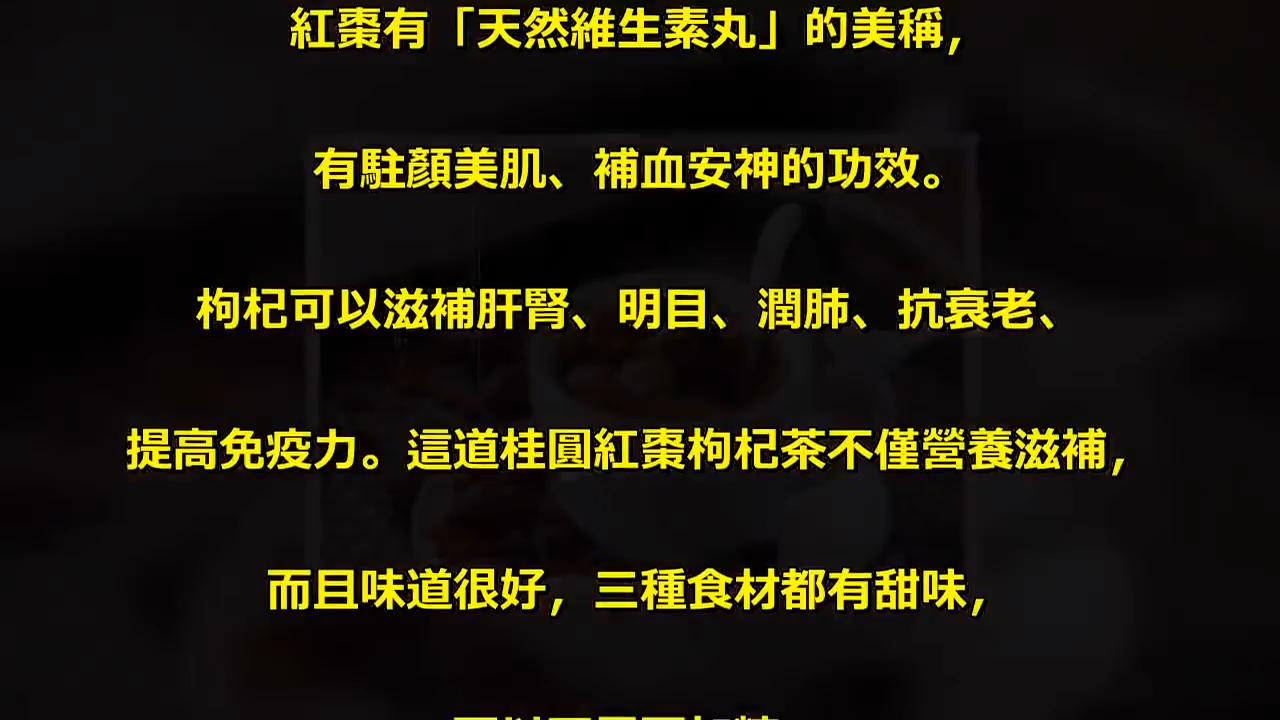 紅棗有「天然維生素丸」的美稱，
有駐顏美肌、補血安神的功效。
枸杞可以滋補肝腎、明目、潤肺、抗衰老、
提高免疫力。這道桂圓紅棗枸杞茶不僅營養滋補，
而且味道很好，三種食材都有甜味，